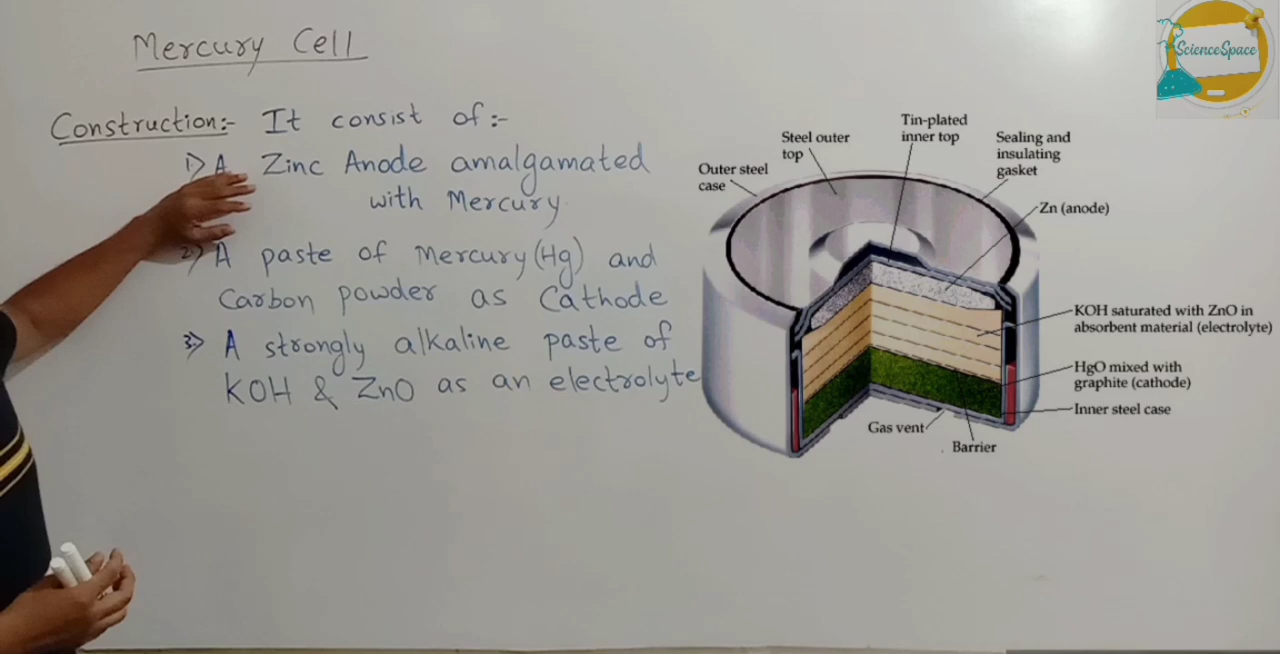 Mercury Cell
Construction:- It consist of :-
1) A Zinc Anode amalgamated
with Mercury.
2) A paste of Mercury (Hg) and
Carbon powder as Cathode
3) A strongly alkaline paste of
KOH & ZnO as an electrolyte
ScienceSpace
Tin-plated
inner top
Steel outer
top
Sealing and
insulating
gasket
Outer steel
case
Zn (anode)
KOH saturated with ZnO in
absorbent material (electrolyte)
HgO mixed with
graphite (cathode)
Inner steel case
Gas vent
Barrier